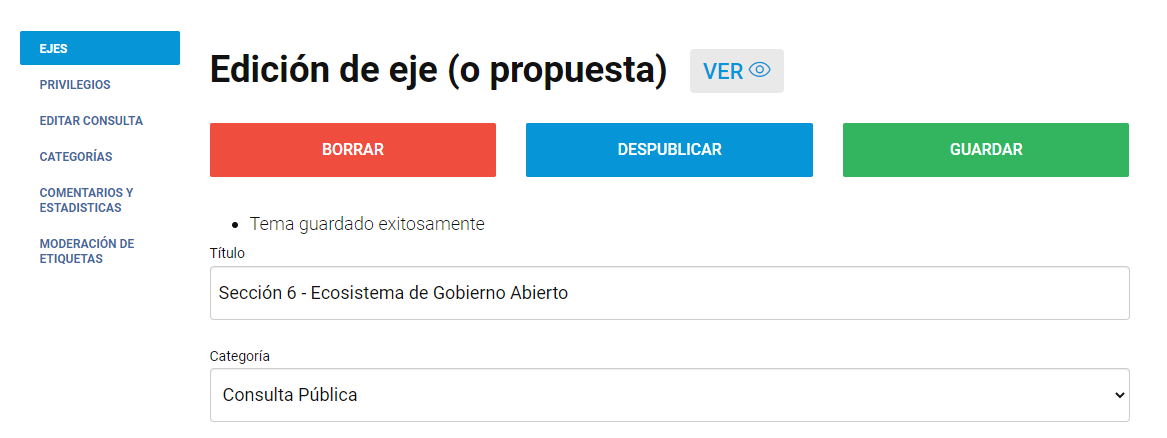 EJES
PRIVILEGIOS
EDITAR CONSULTA
CATEGORÍAS
COMENTARIOS Y
ESTADISTICAS
MODERACIÓN DE
ETIQUETAS
Edición de eje (o propuesta)
VER
BORRAR
DESPUBLICAR
GUARDAR
Tema guardado exitosamente
Título
Sección 6 - Ecosistema de Gobierno Abierto
Categoría
Consulta Pública